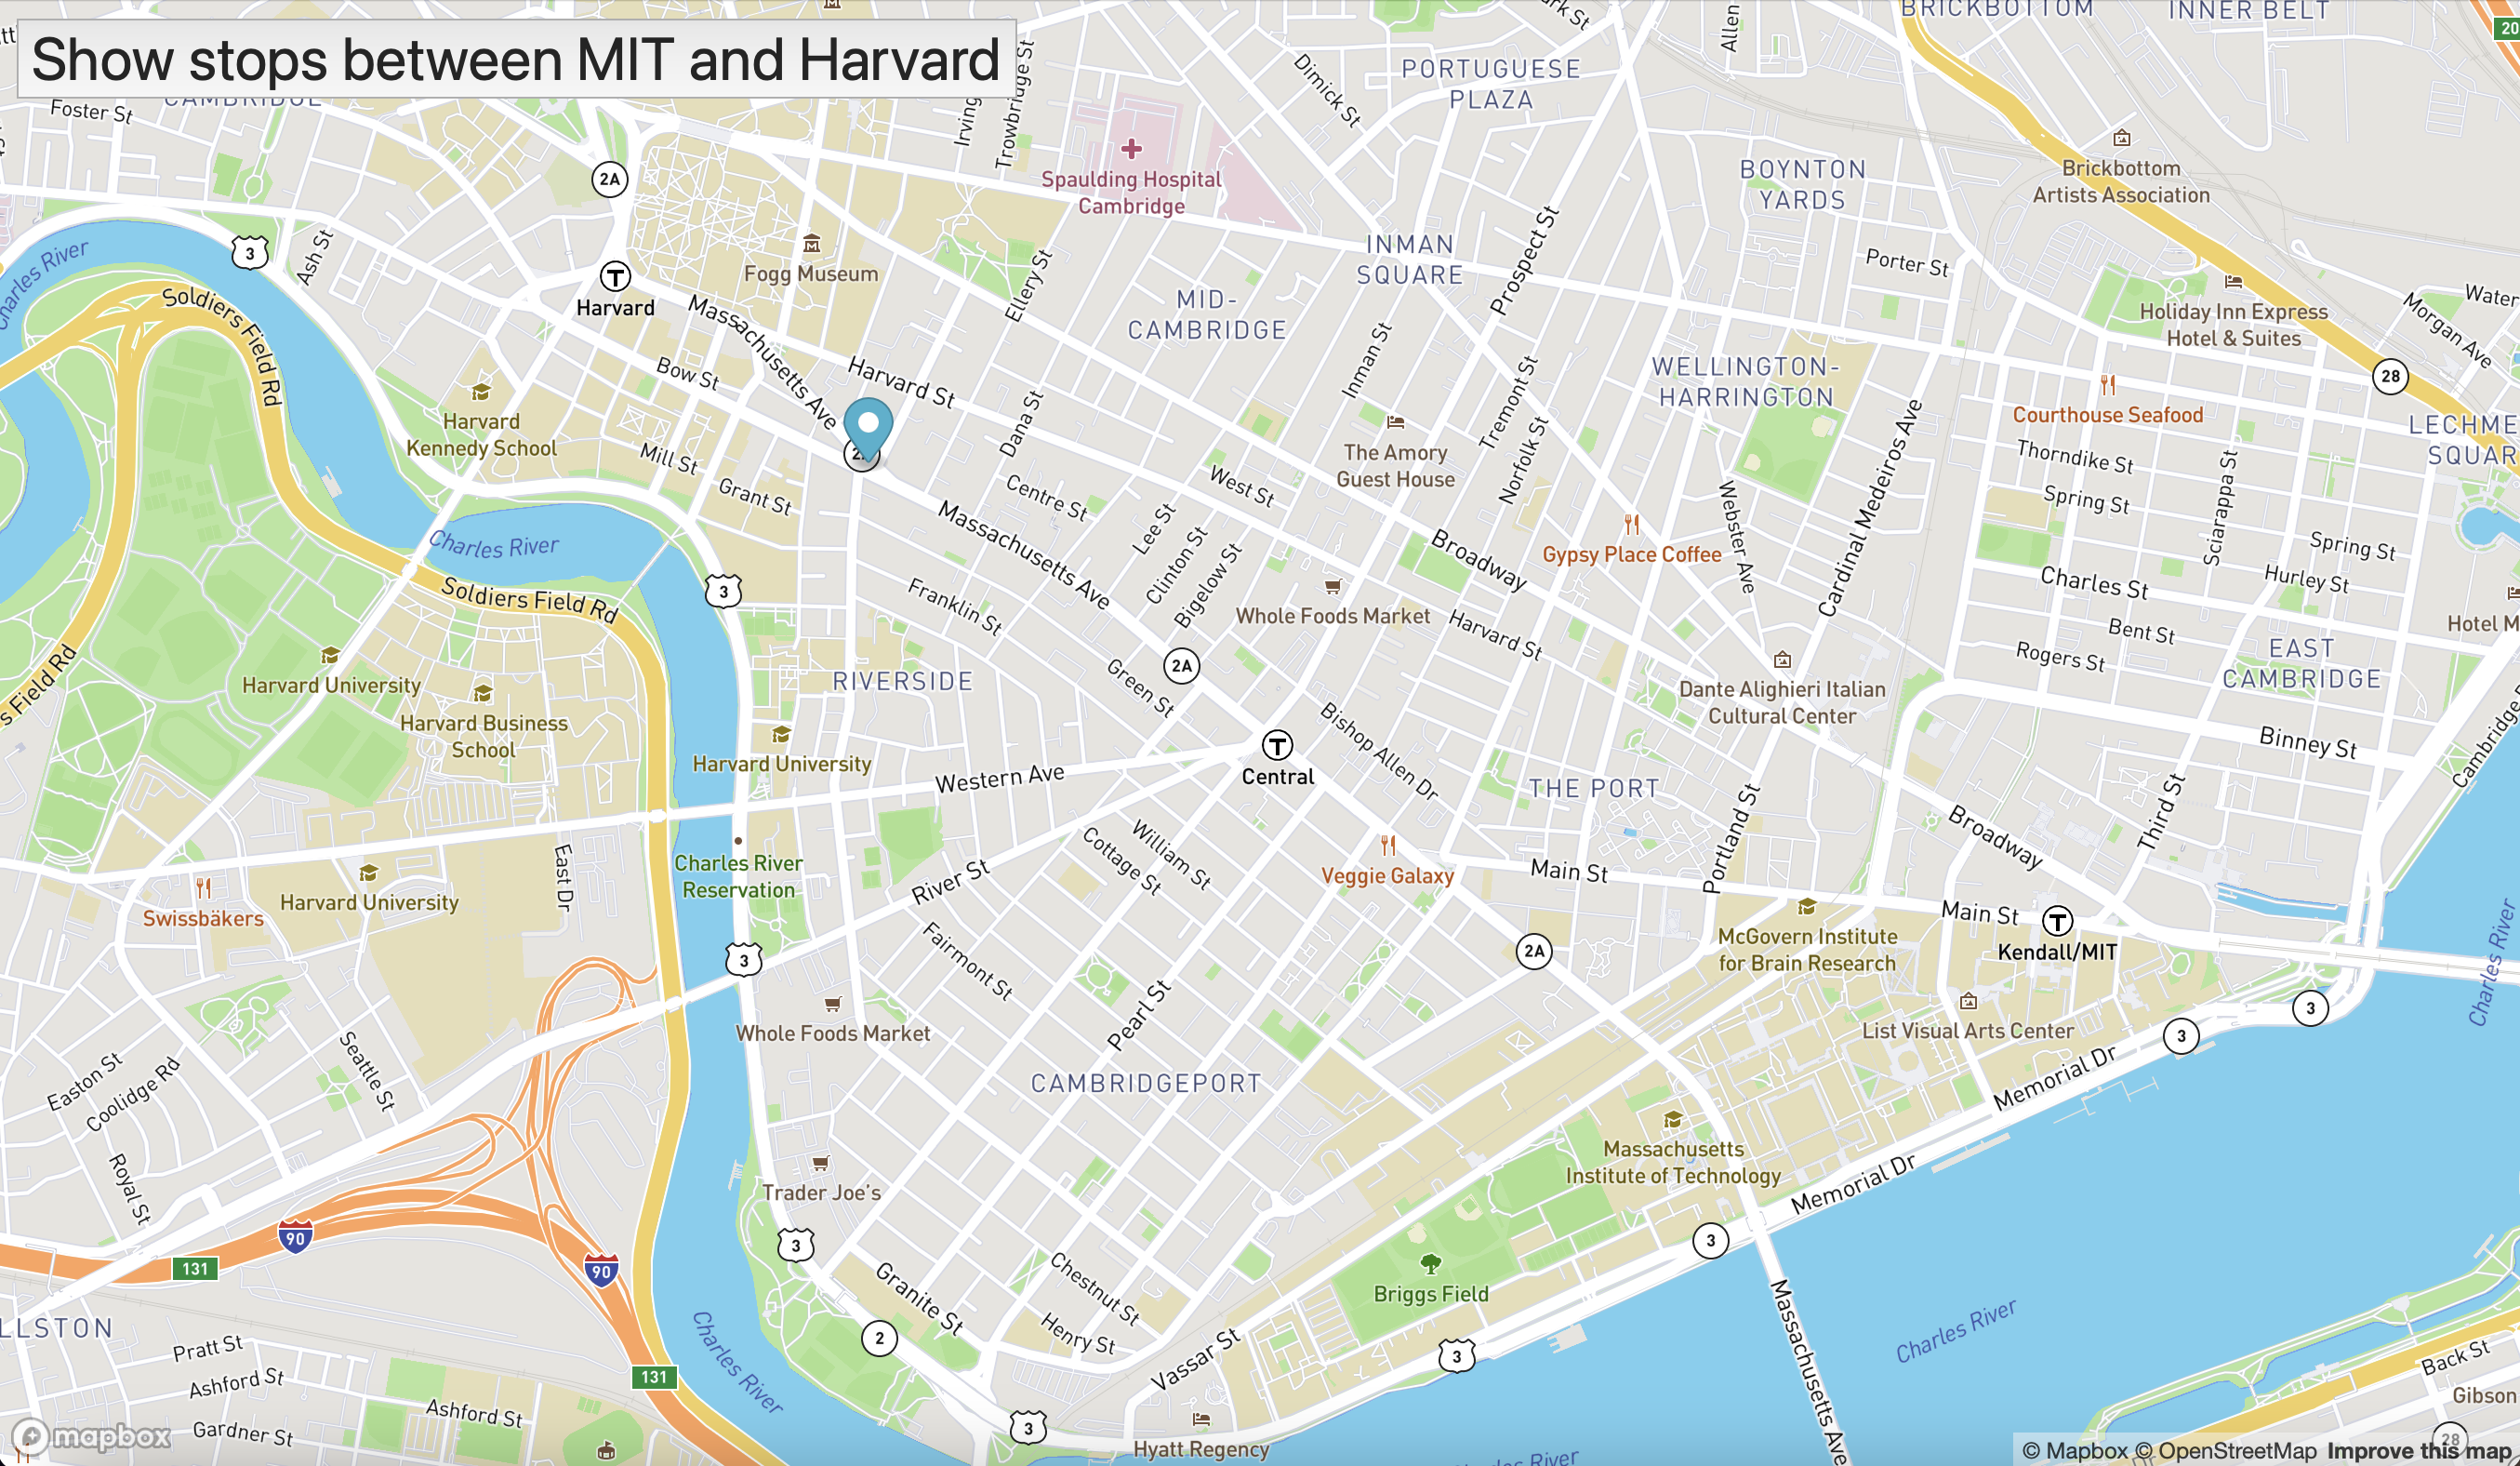 Show stops between MIT and Harvard
BRICKBOTTOM
INNER BELT
Allen
20
Foster St
CAMBRIDGE
Irving
Trowbridge St
Dimick St
PORTUGUESE
PLAZA
2A
Spaulding Hospital
Cambridge
BOYNTON
YARDS
Brickbottom
Artists Association
3
Charles River
Ash St
Harvard
Fogg Museum
Ellery St
MID-
CAMBRIDGE
INMAN
SQUARE
Prospect St
Porter St
Holiday Inn Express
Hotel & Suites
Water
Morgan Ave
28
Soldiers Field Rd
Massachusetts Ave
Harvard St
Bow St
Harvard
Kennedy School
Mill St
Grant St
Dana St
Centre St
West St
Inman St
The Amory
Guest House
Tremont St
Norfolk St
WELLINGTON-
HARRINGTON
Webster Ave
Cardinal Medeiros Ave
Courthouse Seafood
Thorndike St
Spring St
Sciarappa St
LECHME
SQUAR
Charles River
Soldiers Field Rd
3
Massachusetts Ave
Lee St
Clinton St
Bigelow St
Franklin St
Green St
Whole Foods Market
Broadway
Harvard St
Gypsy Place Coffee
Charles St
Spring St
Hurley St
Bent St
Rogers St
Hotel M
EAST
CAMBRIDGE
s Field Rd
Harvard University
Harvard Business
School
RIVERSIDE
2A
Harvard University
Western Ave
Central
Bishop Allen Dr
Dante Alighieri Italian
Cultural Center
THE PORT
Binney St
Cambridge
Third St
Portland St
Broadway
Swissbäkers
Harvard University
East Dr
Charles River
Reservation
River St
William St
Cottage St
Veggie Galaxy
Main St
Main St
Kendall/MIT
McGovern Institute
for Brain Research
2A
3
Fairmont St
Whole Foods Market
Pearl St
List Visual Arts Center
3
3
Charles River
Memorial Dr
Easton St
Coolidge Rd
Seattle St
Royal St
CAMBRIDGEPORT
Massachusetts
Institute of Technology
Trader Joe's
Memorial Dr
90
131
90
3
3
Granite St
Chestnut St
Henry St
Briggs Field
2
Vassar St
3
Massachusetts Ave
Charles River
LLSTON
Pratt St
Ashford St
Gardner St
Ashford St
131
Charles River
3
Hyatt Regency
Charles River
Back St
Gibson
28
mapbox
© Mapbox © OpenStreetMap Improve this map